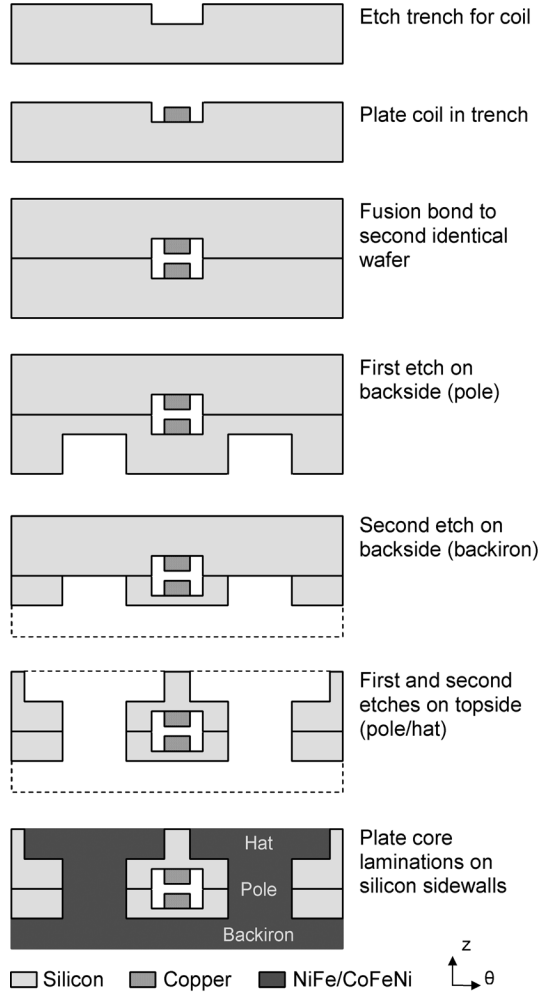 Etch trench for coil
Plate coil in trench
Fusion bond to
second identical
wafer
First etch on
backside (pole)
Second etch on
backside (backiron)
First and second
etches on topside
(pole/hat)
Hat
Pole
Backiron
Plate core
laminations on
silicon sidewalls
Silicon
Copper
NiFe/CoFeNi
z
θ